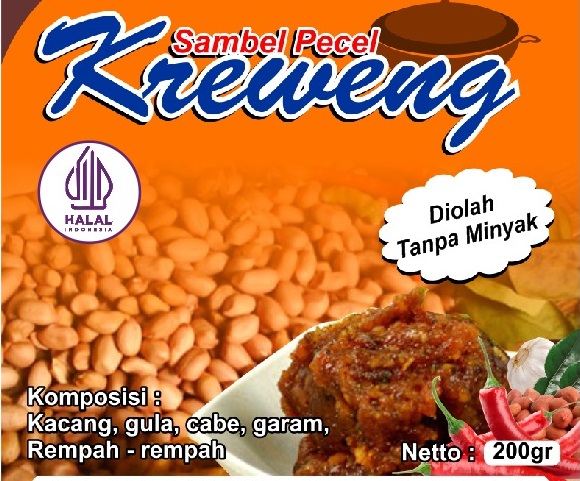 Sambel Pecel
Kreweng
HALAL
INDONESIA
Diolah
Tanpa Minyak
Komposisi :
Kacang, gula, cabe, garam,
Rempah - rempah
Netto : 200gr